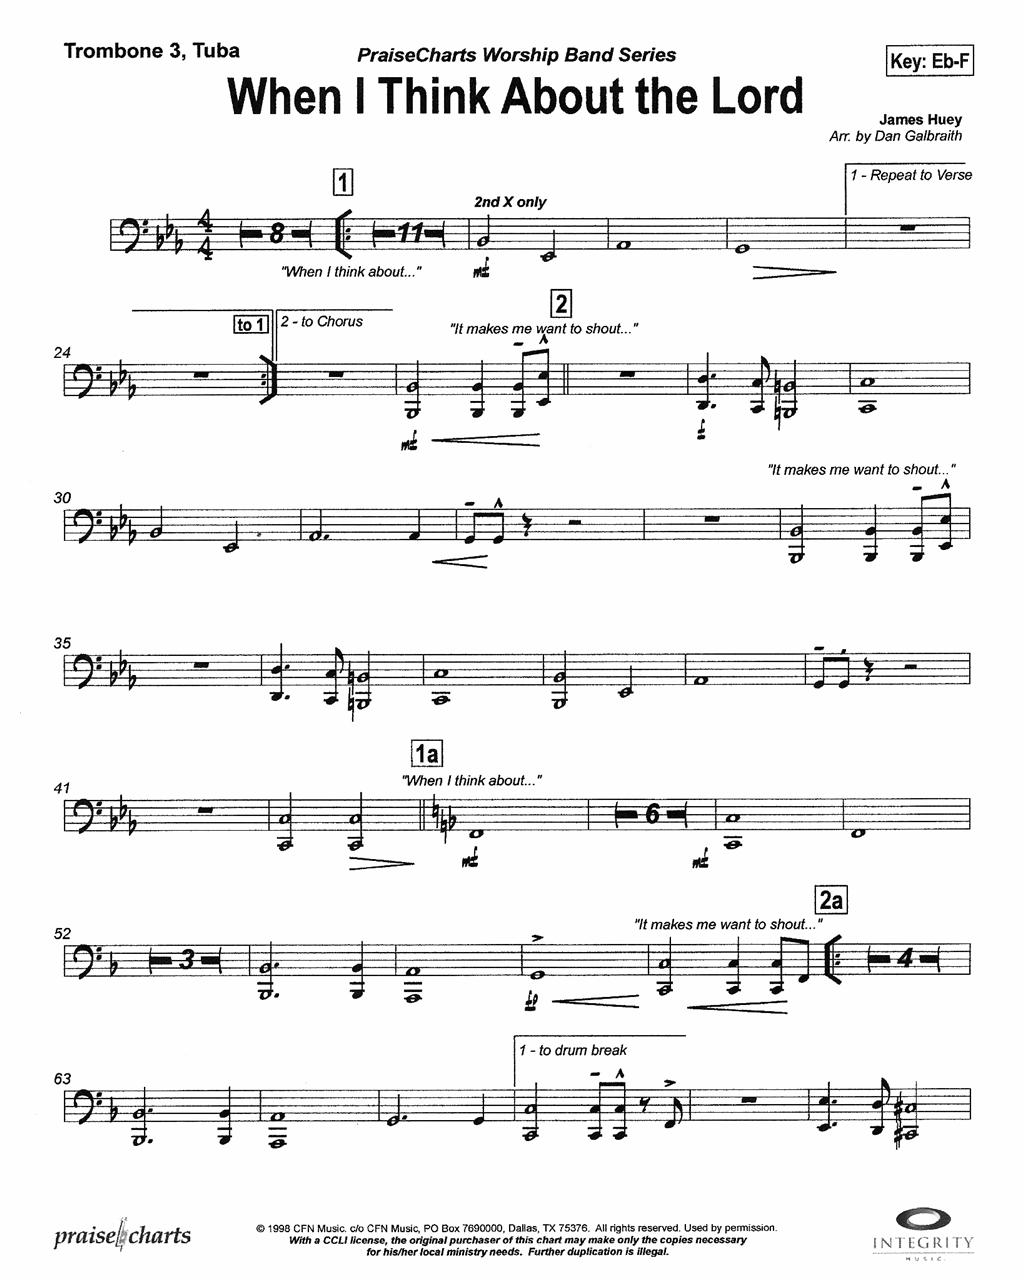 Trombone 3, Tuba
PraiseCharts Worship Band Series
Key: Eb-F
When I Think About the Lord
James Huey
Arr. by Dan Galbraith
1
2nd X only
1 - Repeat to Verse
4
4
8
11
"When I think about..."
mf
to 1
2 - to Chorus
2
"It makes me want to shout..."
24
mf
f
"It makes me want to shout..."
30
35
1a
"When I think about..."
41
6
mf
mf
2a
"It makes me want to shout..."
52
3
4
fp
1 - to drum break
63
praise charts
© 1998 CFN Music. c/o CFN Music, PO Box 7690000, Dallas, TX 75376. All rights reserved. Used by permission.
With a CCLI license, the original purchaser of this chart may make only the copies necessary
for his/her local ministry needs. Further duplication is illegal.
INTEGRITY
MUSIC.